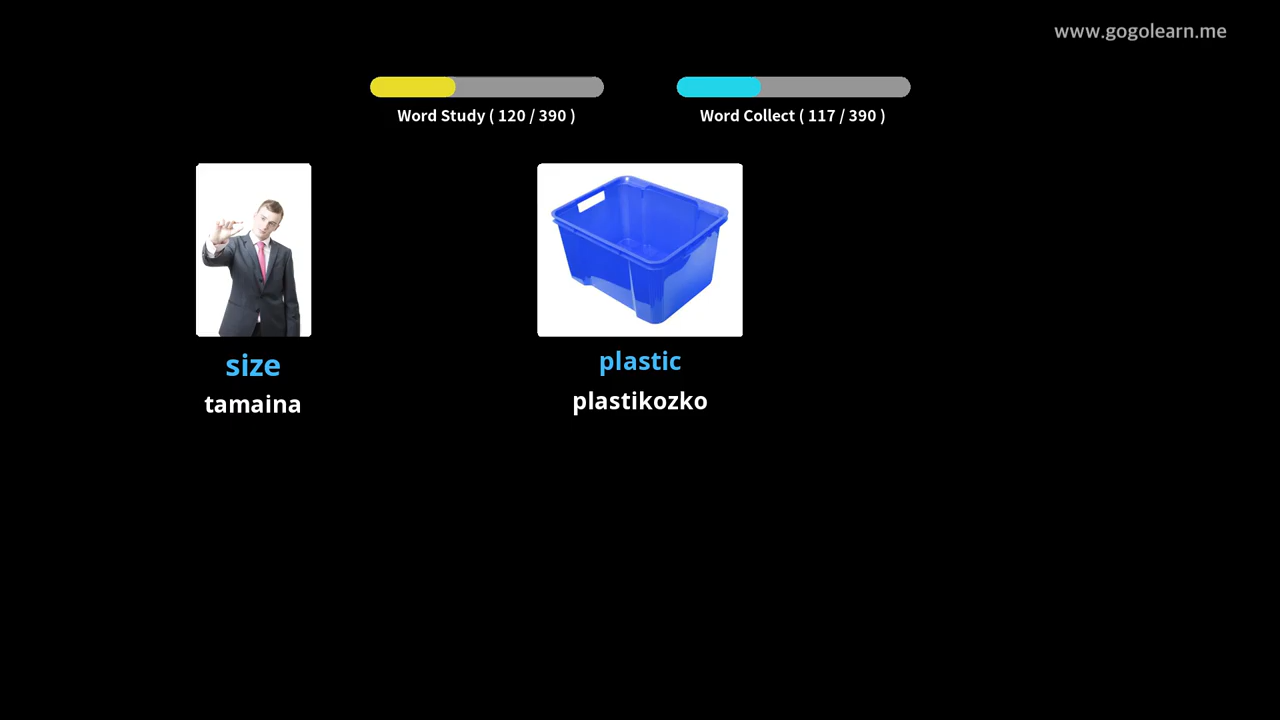 www.gogolearn.me
Word Study ( 120 / 390 )
Word Collect ( 117 / 390 )
size
tamaina
plastic
plastikozko